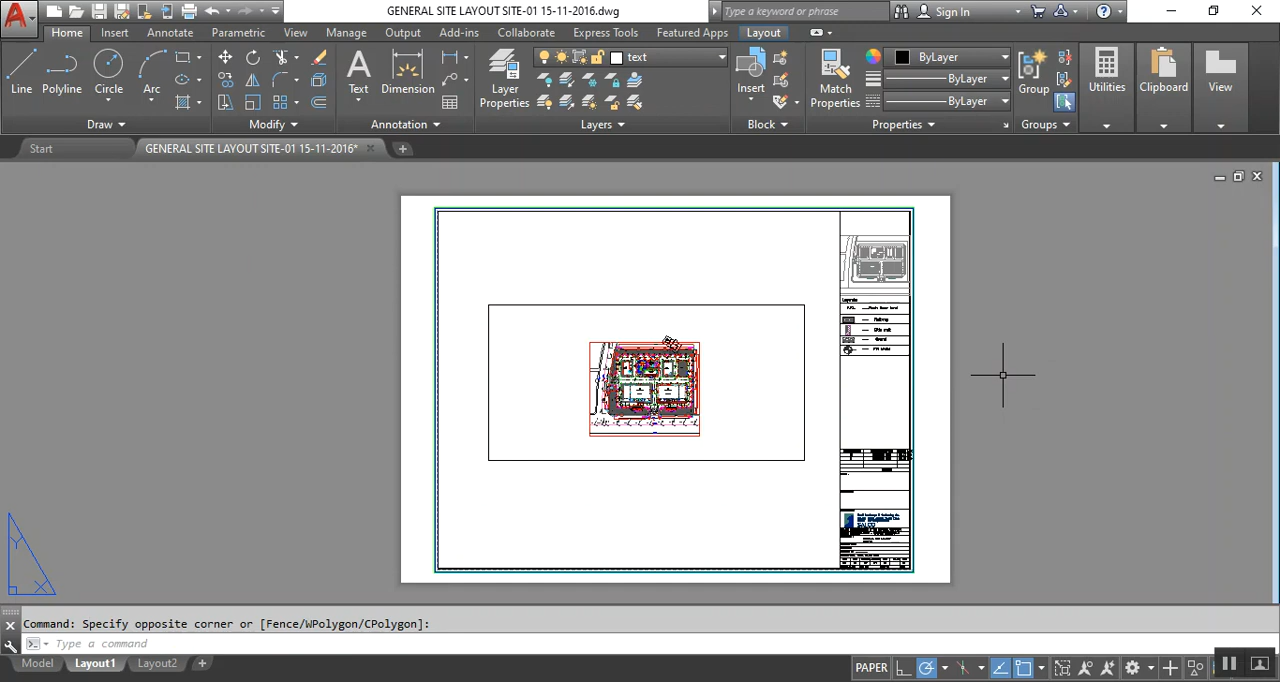 GENERAL SITE LAYOUT SITE-01 15-11-2016.dwg
Type a keyword or phrase
Sign In
Home Insert Annotate Parametric View Manage Output Add-ins Collaborate Express Tools Featured Apps Layout
text
ByLayer
ByLayer
ByLayer
Line Polyline Circle Arc Text Dimension
Layer Properties
Insert
Match Properties
Group Utilities Clipboard View
Draw Modify Annotation Layers Block Properties Groups
Start
GENERAL SITE LAYOUT SITE-01 15-11-2016*
Y
X
Command: Specify opposite corner or [Fence/WPolygon/CPolygon]:
Type a command
Model Layout1 Layout2
PAPER